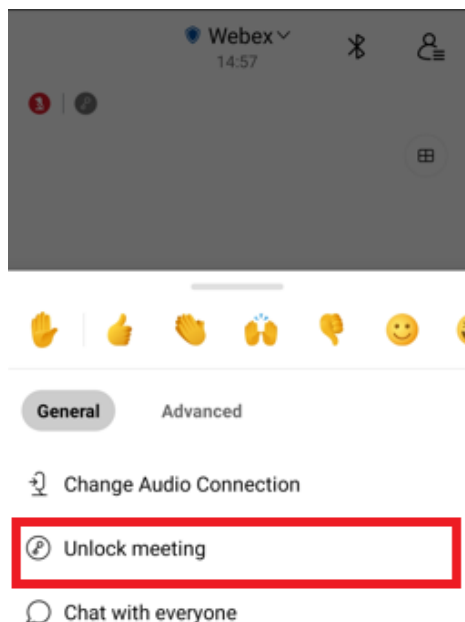 Webex
14:57
General Advanced
Change Audio Connection
Unlock meeting
Chat with everyone